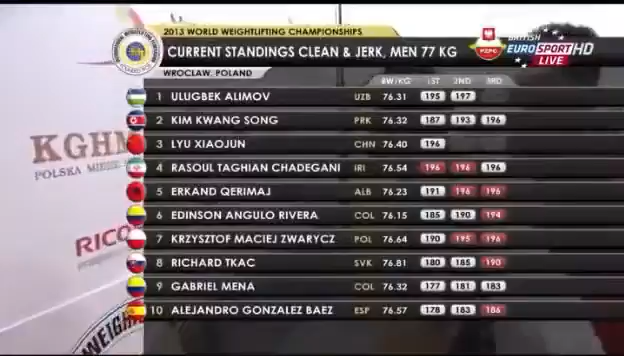 2013 WORLD WEIGHTLIFTING CHAMPIONSHIPS
CURRENT STANDINGS CLEAN & JERK, MEN 77 KG
PZPC
BRITISH
EUROSPORT HD
LIVE
WROCLAW, POLAND
BW/KG 1ST 2ND 3RD
1 ULUGBEK ALIMOV UZB 76.31 195 197
2 KIM KWANG SONG PRK 76.32 187 193 196
3 LYU XIAOJUN CHN 76.40 196
4 RASOUL TAGHIAN CHADEGANI IRI 76.54 196 196 196
5 ERKAND QERIMAJ ALB 76.23 191 196 196
6 EDINSON ANGULO RIVERA COL 76.15 185 190 194
7 KRZYSZTOF MACIEJ ZWARYCZ POL 76.64 190 195 196
8 RICHARD TKAC SVK 76.81 180 185 190
9 GABRIEL MENA COL 76.32 177 181 183
10 ALEJANDRO GONZALEZ BAEZ ESP 76.57 178 183 186
KGHM
POLSKA MIEDŹ
RICO
WEIGH